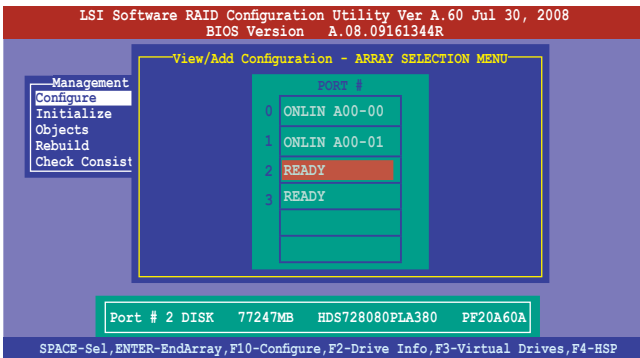 LSI Software RAID Configuration Utility Ver A.60 Jul 30, 2008
BIOS Version A.08.09161344R
View/Add Configuration - ARRAY SELECTION MENU
Management
Configure
Initialize
Objects
Rebuild
Check Consist
PORT #
0 ONLIN A00-00
1 ONLIN A00-01
2 READY
3 READY
Port # 2 DISK 77247MB HDS728080PLA380 PF20A60A
SPACE-Sel,ENTER-EndArray,F10-Configure,F2-Drive Info,F3-Virtual Drives,F4-HSP